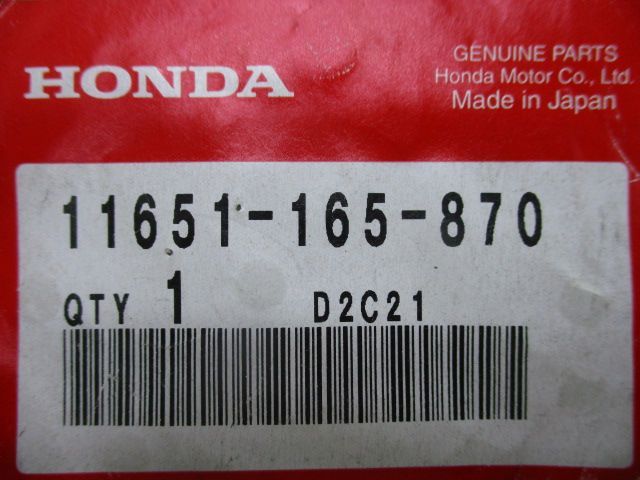 HONDA
GENUINE PARTS
Honda Motor Co., Ltd.
Made in Japan
11651-165-870
QTY 1 D2C21